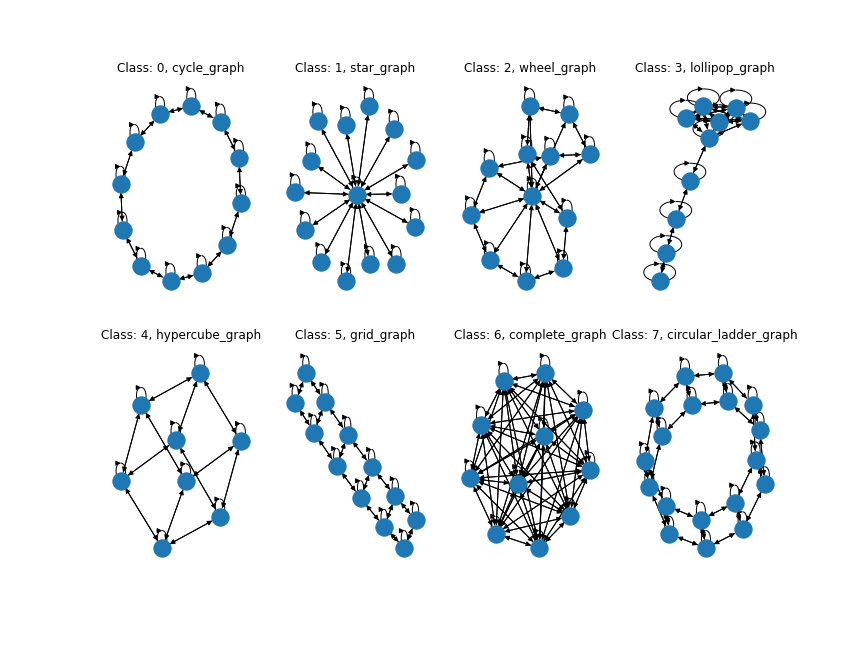 Class: 0, cycle_graph
Class: 1, star_graph
Class: 2, wheel_graph
Class: 3, lollipop_graph
Class: 4, hypercube_graph
Class: 5, grid_graph
Class: 6, complete_graph
Class: 7, circular_ladder_graph